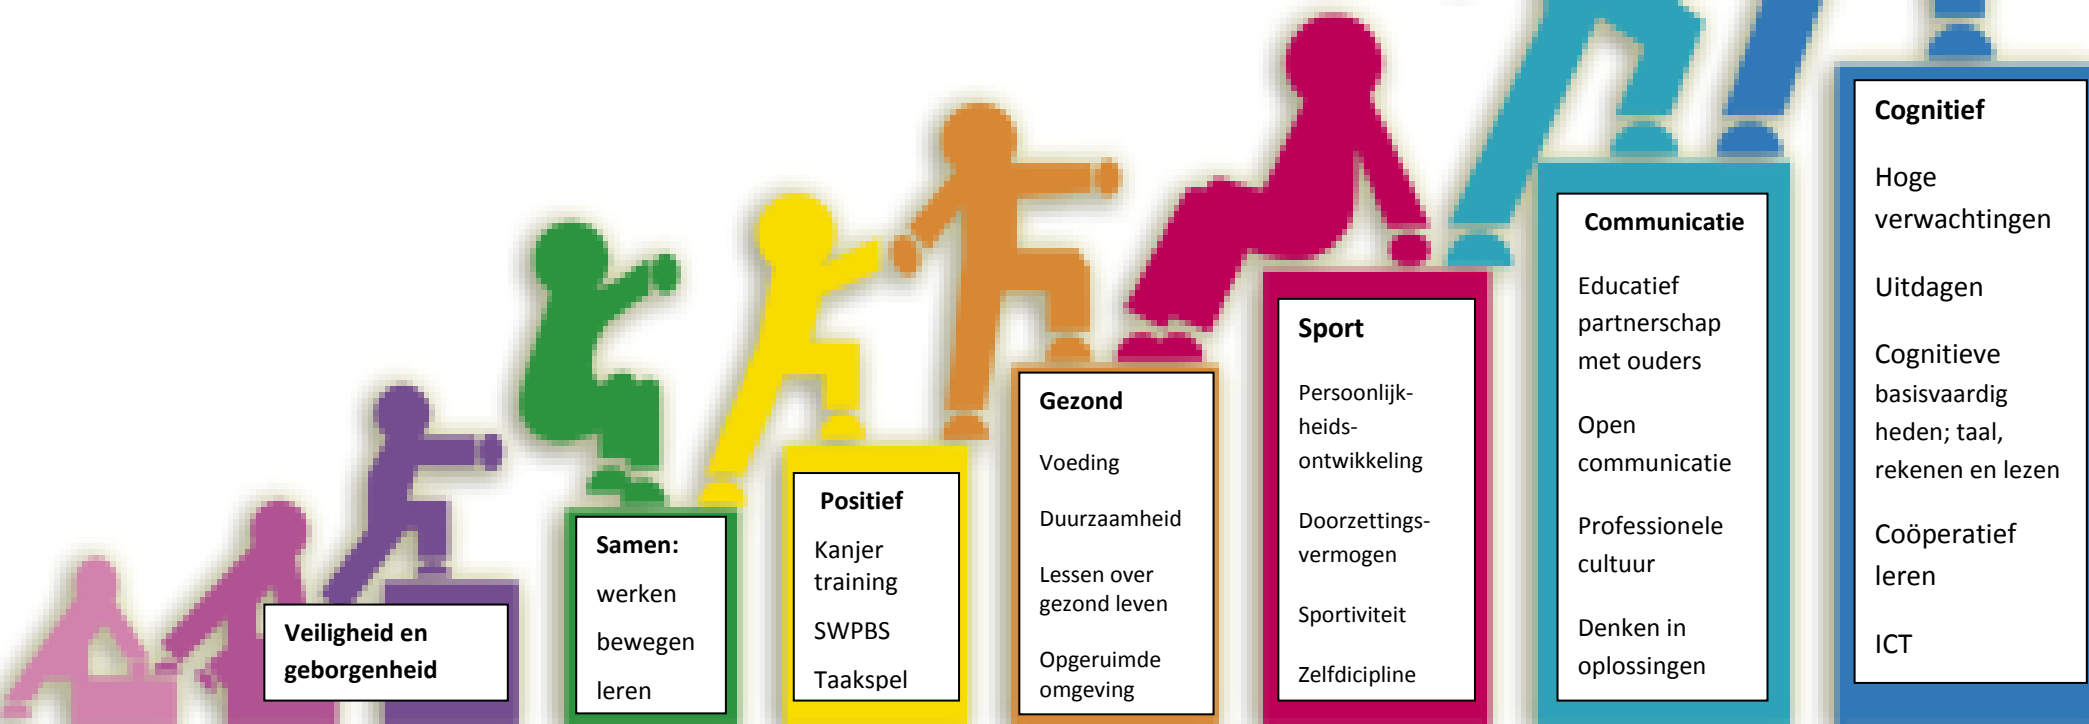 Veiligheid en
geborgenheid
Samen:
werken
bewegen
leren
Positief
Kanjer
training
SWPBS
Taakspel
Gezond
Voeding
Duurzaamheid
Lessen over
gezond leven
Opgeruimde
omgeving
Sport
Persoonlijk-
heids-
ontwikkeling
Doorzettings-
vermogen
Sportiviteit
Zelfdicipline
Communicatie
Educatief
partnerschap
met ouders
Open
communicatie
Professionele
cultuur
Denken in
oplossingen
Cognitief
Hoge
verwachtingen
Uitdagen
Cognitieve
basisvaardig
heden; taal,
rekenen en lezen
Coöperatief
leren
ICT